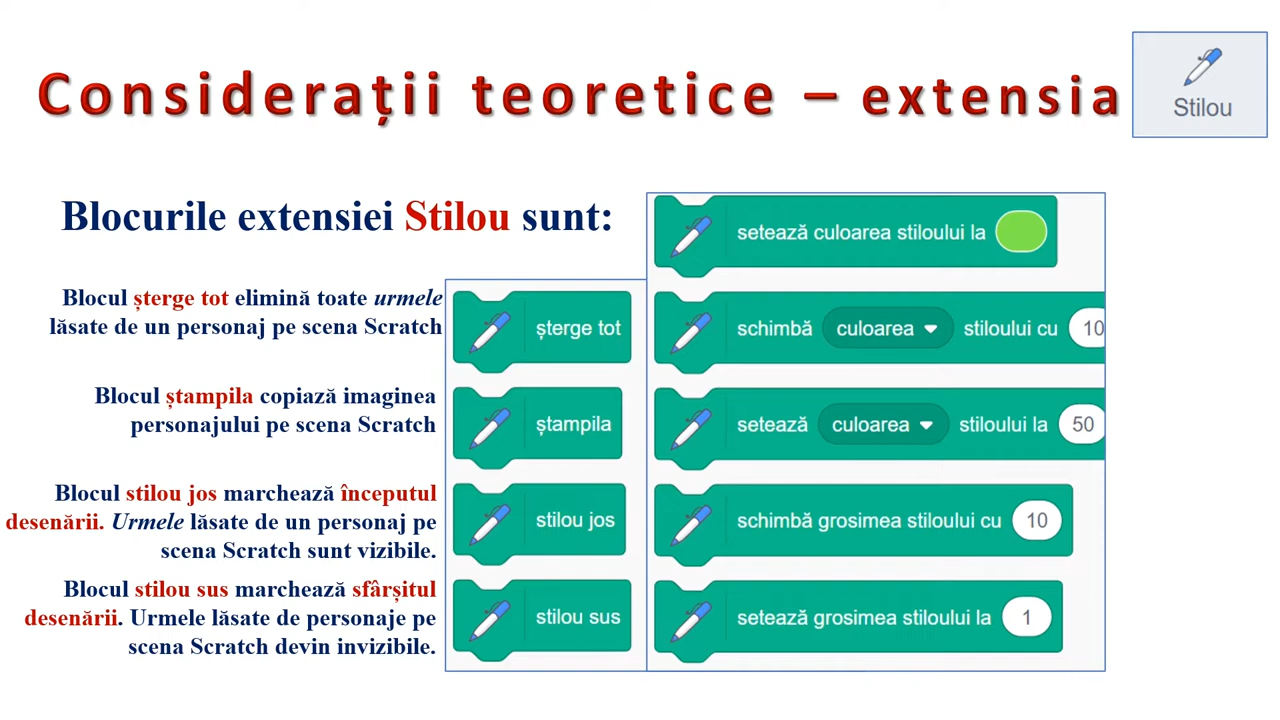 Considerații teoretice – extensia
Stilou
Blocurile extensiei Stilou sunt:
Blocul șterge tot elimină toate urmele
lăsate de un personaj pe scena Scratch
Blocul ștampila copiază imaginea
personajului pe scena Scratch
Blocul stilou jos marchează începutul
desenării. Urmele lăsate de un personaj pe
scena Scratch sunt vizibile.
Blocul stilou sus marchează sfârșitul
desenării. Urmele lăsate de personaje pe
scena Scratch devin invizibile.
șterge tot
ștampila
stilou jos
stilou sus
setează culoarea stiloului la
schimbă culoarea stiloului cu 10
setează culoarea stiloului la 50
schimbă grosimea stiloului cu 10
setează grosimea stiloului la 1